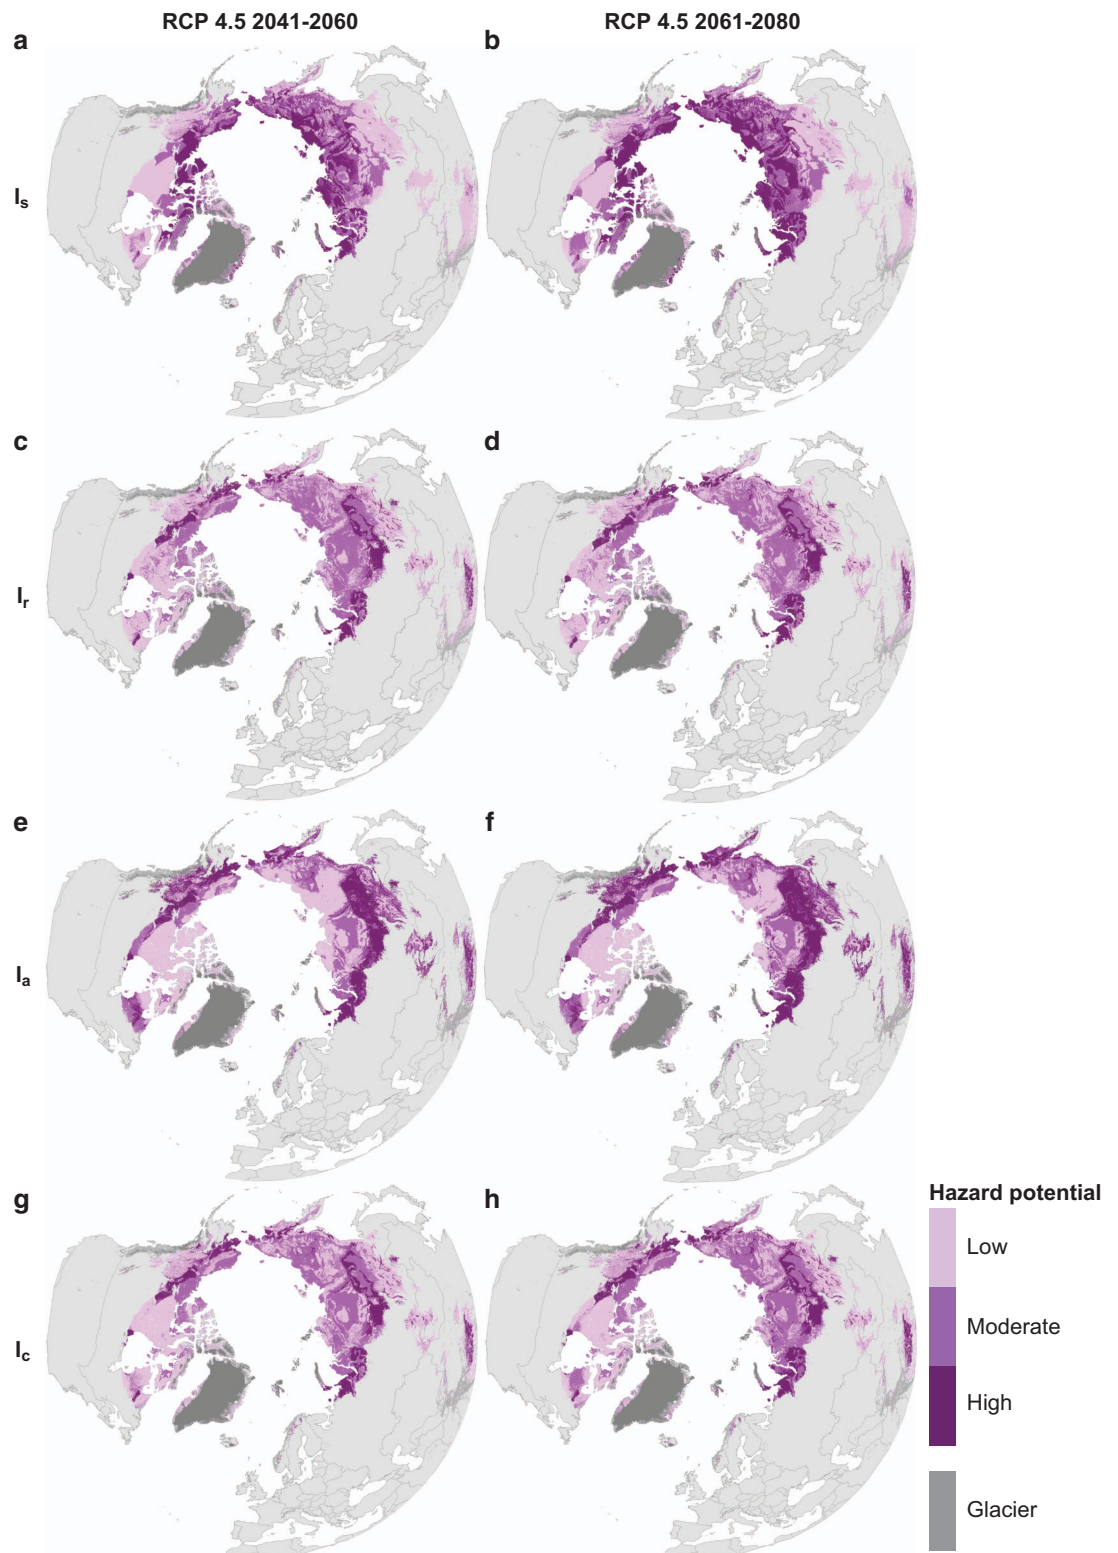 RCP 4.5 2041-2060
RCP 4.5 2061-2080
a
b
Is
c
d
Ir
e
f
Ia
g
h
Ic
Hazard potential
Low
Moderate
High
Glacier